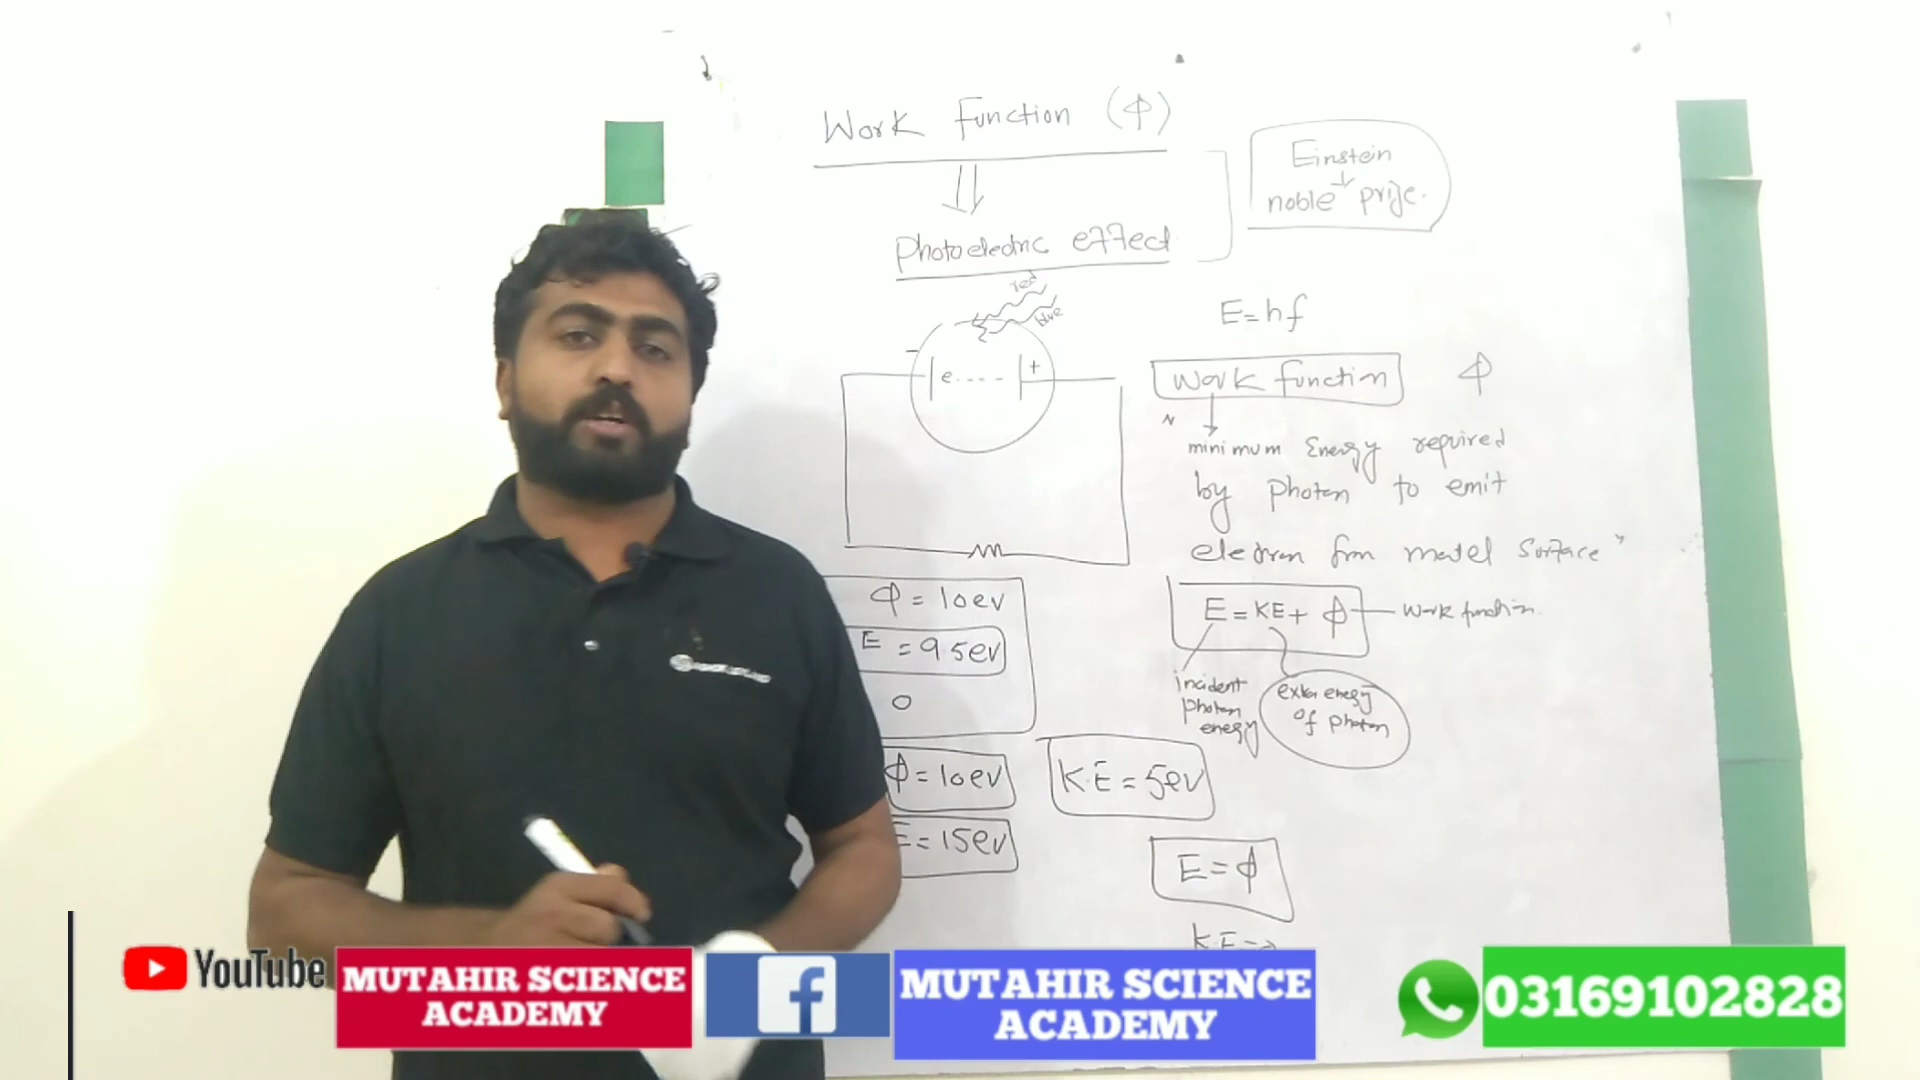 Work Function (Φ)
Photoelectric effect
Einstein
noble prize.
red
blue
E=hf
- e.---- +
Work function Φ
minimum Energy required
by photon to emit
electron from metel surface"
Φ = 10ev
E = 9.5ev
0
E = KE + Φ — Work function.
incident
photon
energy
extra energy
of photon
Φ = 10ev
K.E = 5ev
E = 15ev
E = Φ
YouTube
MUTAHIR SCIENCE
ACADEMY
f
MUTAHIR SCIENCE
ACADEMY
03169102828